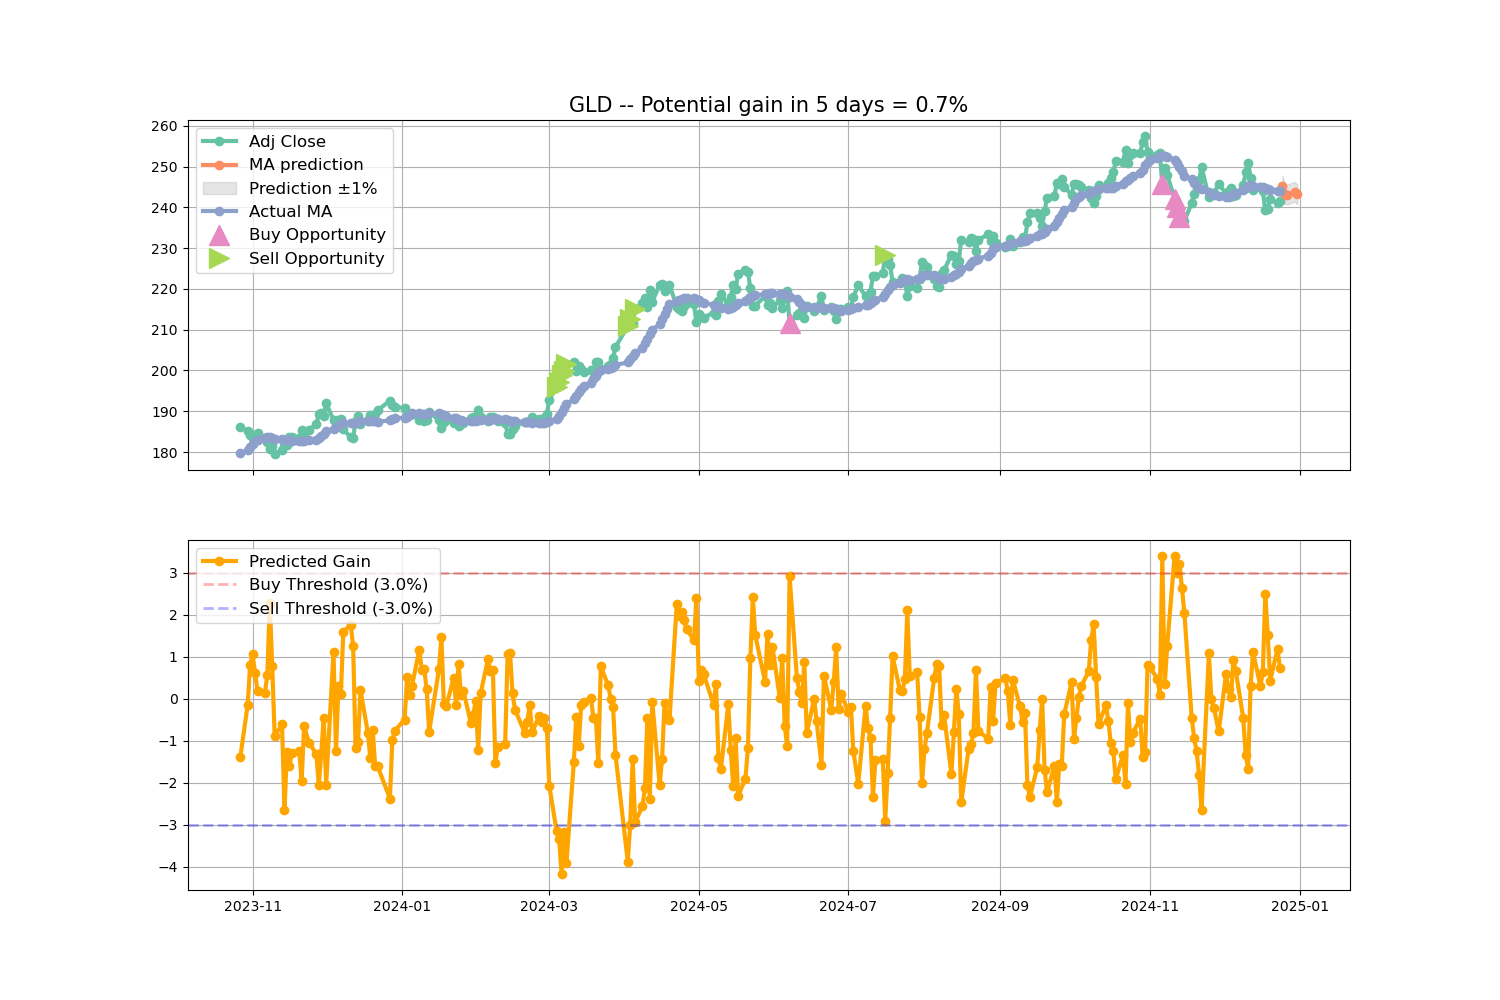 GLD -- Potential gain in 5 days = 0.7%
260
250
240
230
220
210
200
190
180
Adj Close
MA prediction
Prediction ±1%
Actual MA
Buy Opportunity
Sell Opportunity
3
2
1
0
−1
−2
−3
−4
Predicted Gain
Buy Threshold (3.0%)
Sell Threshold (-3.0%)
2023-11
2024-01
2024-03
2024-05
2024-07
2024-09
2024-11
2025-01